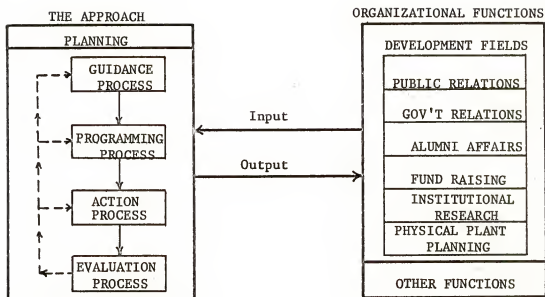 THE APPROACH
PLANNING
GUIDANCE
PROCESS
PROGRAMMING
PROCESS
ACTION
PROCESS
EVALUATION
PROCESS
Input
Output
ORGANIZATIONAL FUNCTIONS
DEVELOPMENT FIELDS
PUBLIC RELATIONS
GOV'T RELATIONS
ALUMNI AFFAIRS
FUND RAISING
INSTITUTIONAL
RESEARCH
PHYSICAL PLANT
PLANNING
OTHER FUNCTIONS